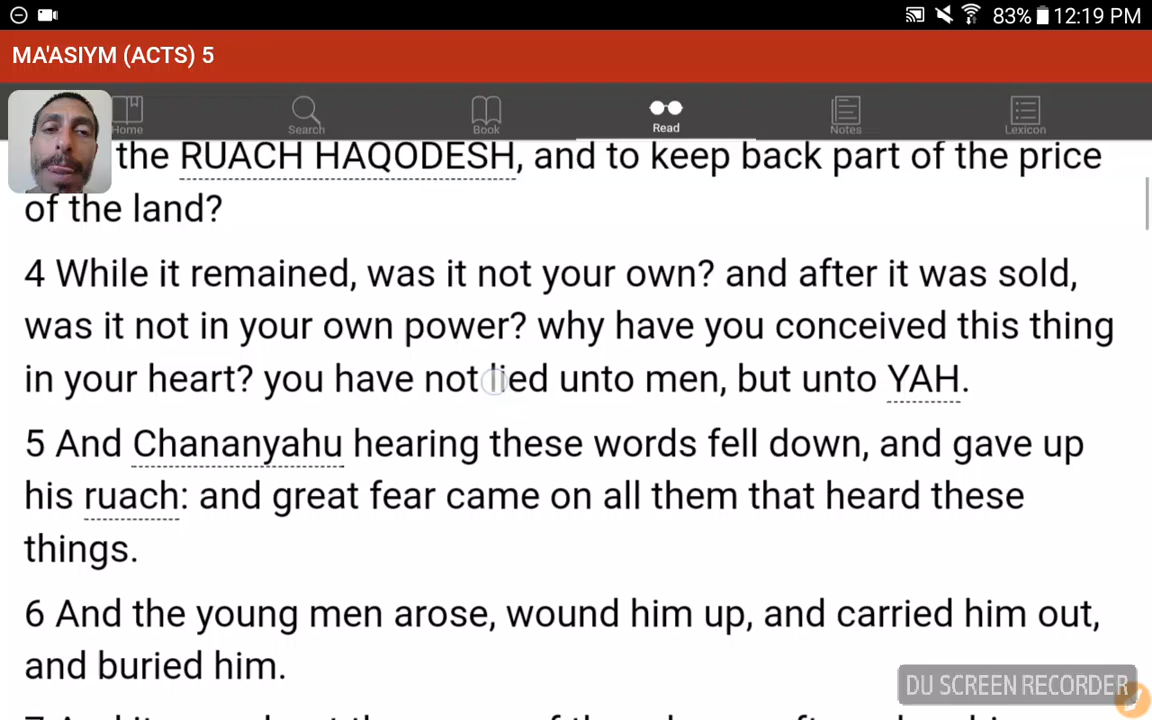 83% 12:19 PM
MA'ASIYM (ACTS) 5
Home Search Book Read Notes Lexicon
the RUACH HAQODESH, and to keep back part of the price
of the land?
4 While it remained, was it not your own? and after it was sold,
was it not in your own power? why have you conceived this thing
in your heart? you have not lied unto men, but unto YAH.
5 And Chananyahu hearing these words fell down, and gave up
his ruach: and great fear came on all them that heard these
things.
6 And the young men arose, wound him up, and carried him out,
and buried him.
DU SCREEN RECORDER